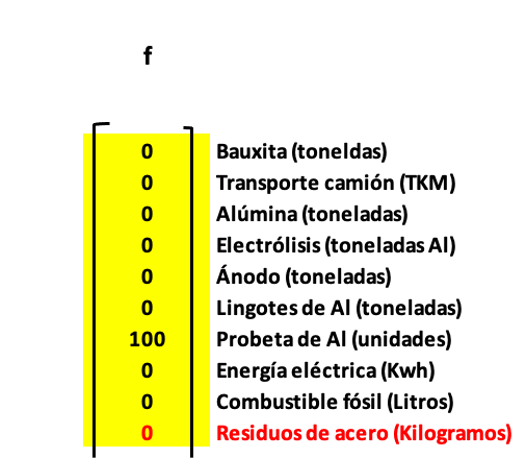 f
0 Bauxita (toneldas)
0 Transporte camión (TKM)
0 Alúmina (toneladas)
0 Electrólisis (toneladas Al)
0 Ánodo (toneladas)
0 Lingotes de Al (toneladas)
100 Probeta de Al (unidades)
0 Energía eléctrica (Kwh)
0 Combustible fósil (Litros)
0 Residuos de acero (Kilogramos)